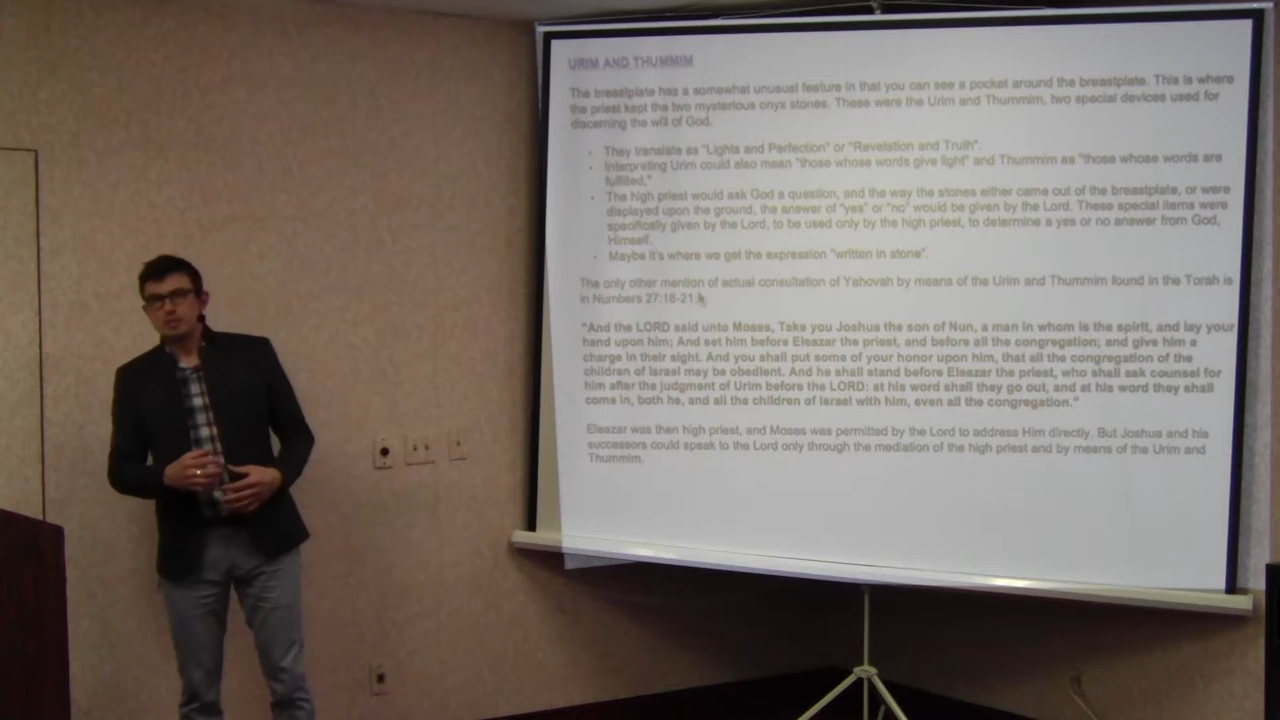 URIM AND THUMMIM
The breastplate has a somewhat unusual feature in that you can see a pocket around the breastplate. This is where
the priest kept the two mysterious onyx stones. These were the Urim and Thummim, two special devices used for
discerning the will of God.
• They translate as "Lights and Perfection" or "Revelation and Truth".
• Interpreting Urim could also mean "those whose words give light" and Thummim as "those whose words are
fulfilled,"
• The high priest would ask God a question, and the way the stones either came out of the breastplate, or were
displayed upon the ground, the answer of "yes" or "no" would be given by the Lord. These special items were
specifically given by the Lord, to be used only by the high priest, to determine a yes or no answer from God,
Himself.
• Maybe it's where we get the expression "written in stone".
The only other mention of actual consultation of Yahovah by means of the Urim and Thummim found in the Torah is
in Numbers 27:18-21.
"And the LORD said unto Moses, Take you Joshua the son of Nun, a man in whom is the spirit, and lay your
hand upon him; And set him before Eleazar the priest, and before all the congregation; and give him a
charge in their sight. And you shall put some of your honor upon him, that all the congregation of the
children of Israel may be obedient. And he shall stand before Eleazar the priest, who shall ask counsel for
him after the judgment of Urim before the LORD: at his word shall they go out, and at his word they shall
come in, both he, and all the children of Israel with him, even all the congregation."
Eleazar was then high priest, and Moses was permitted by the Lord to address Him directly. But Joshua and his
successors could speak to the Lord only through the mediation of the high priest and by means of the Urim and
Thummim.